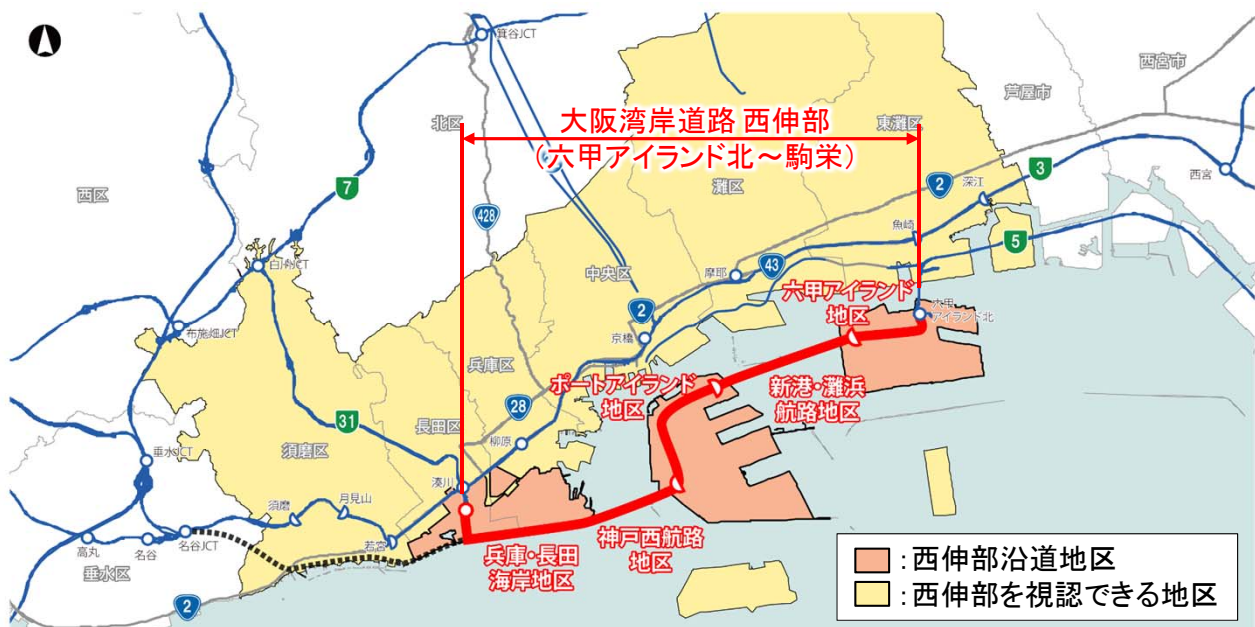 箕谷JCT
西宮市
芦屋市
北区
大阪湾岸道路 西伸部
(六甲アイランド北～駒栄)
東灘区
灘区
西区
7
428
2
深江
3
西宮
魚崎
5
白川JCT
中央区
43
摩耶
2
京橋
六甲アイランド
地区
六甲
アイランド北
布施畑JCT
兵庫区
ポートアイランド
地区
新港・灘浜
航路地区
28
31
長田区
柳原
須磨区
垂水JCT
湊川
須磨
月見山
若宮
高丸
名谷
名谷JCT
垂水区
2
兵庫・長田
海岸地区
神戸西航路
地区
:西伸部沿道地区
:西伸部を視認できる地区